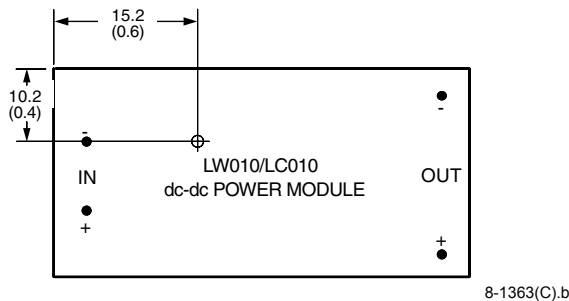 15.2
(0.6)
10.2
(0.4)
-
-
LW010/LC010
IN
OUT
dc-dc POWER MODULE
+
+
8-1363(C).b